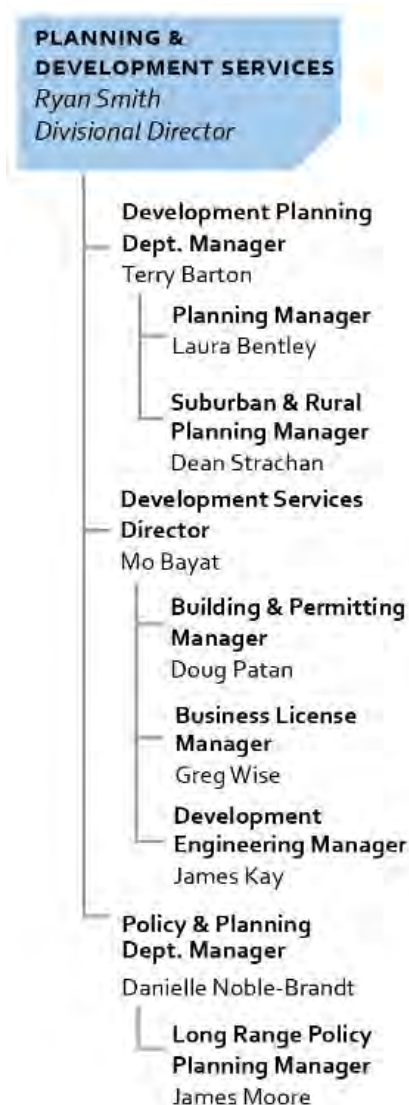 PLANNING &
DEVELOPMENT SERVICES
Ryan Smith
Divisional Director
Development Planning
Dept. Manager
Terry Barton
Planning Manager
Laura Bentley
Suburban & Rural
Planning Manager
Dean Strachan
Development Services
Director
Mo Bayat
Building & Permitting
Manager
Doug Patan
Business License
Manager
Greg Wise
Development
Engineering Manager
James Kay
Policy & Planning
Dept. Manager
Danielle Noble-Brandt
Long Range Policy
Planning Manager
James Moore